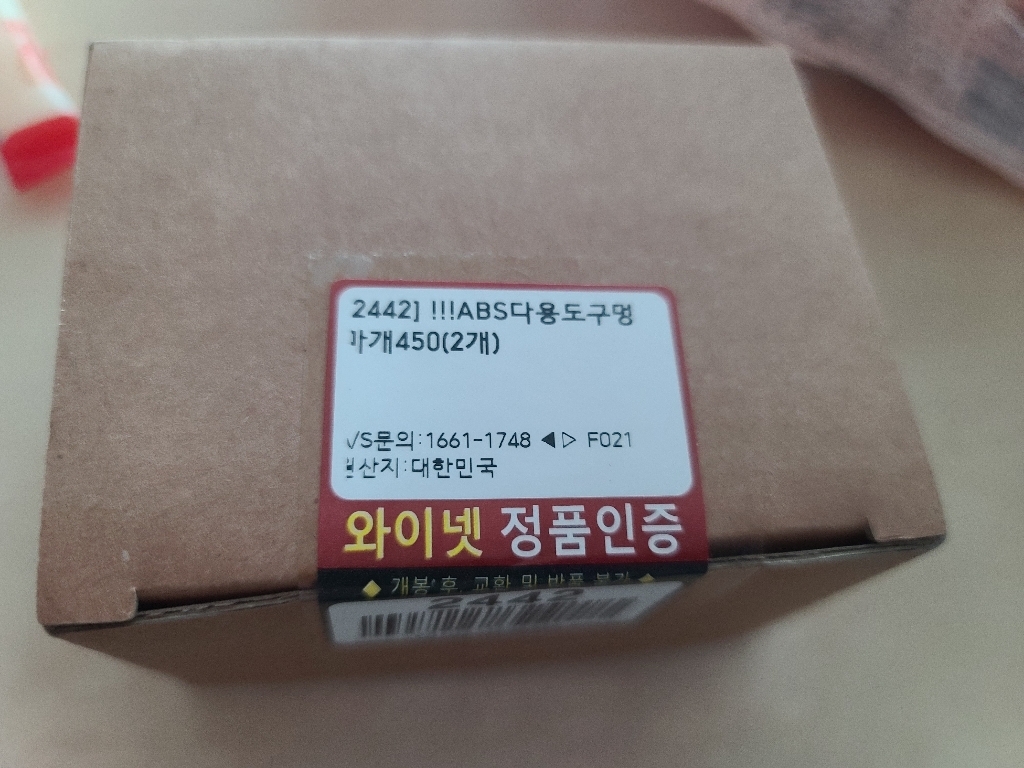 2442] !!!ABS다용도구멍
마개450(2개)
/S문의:1661-1748 ◀▷ F021
원산지:대한민국
와이넷 정품인증
◆ 개봉 후, 교환 및 반품 불가 ◆
2442